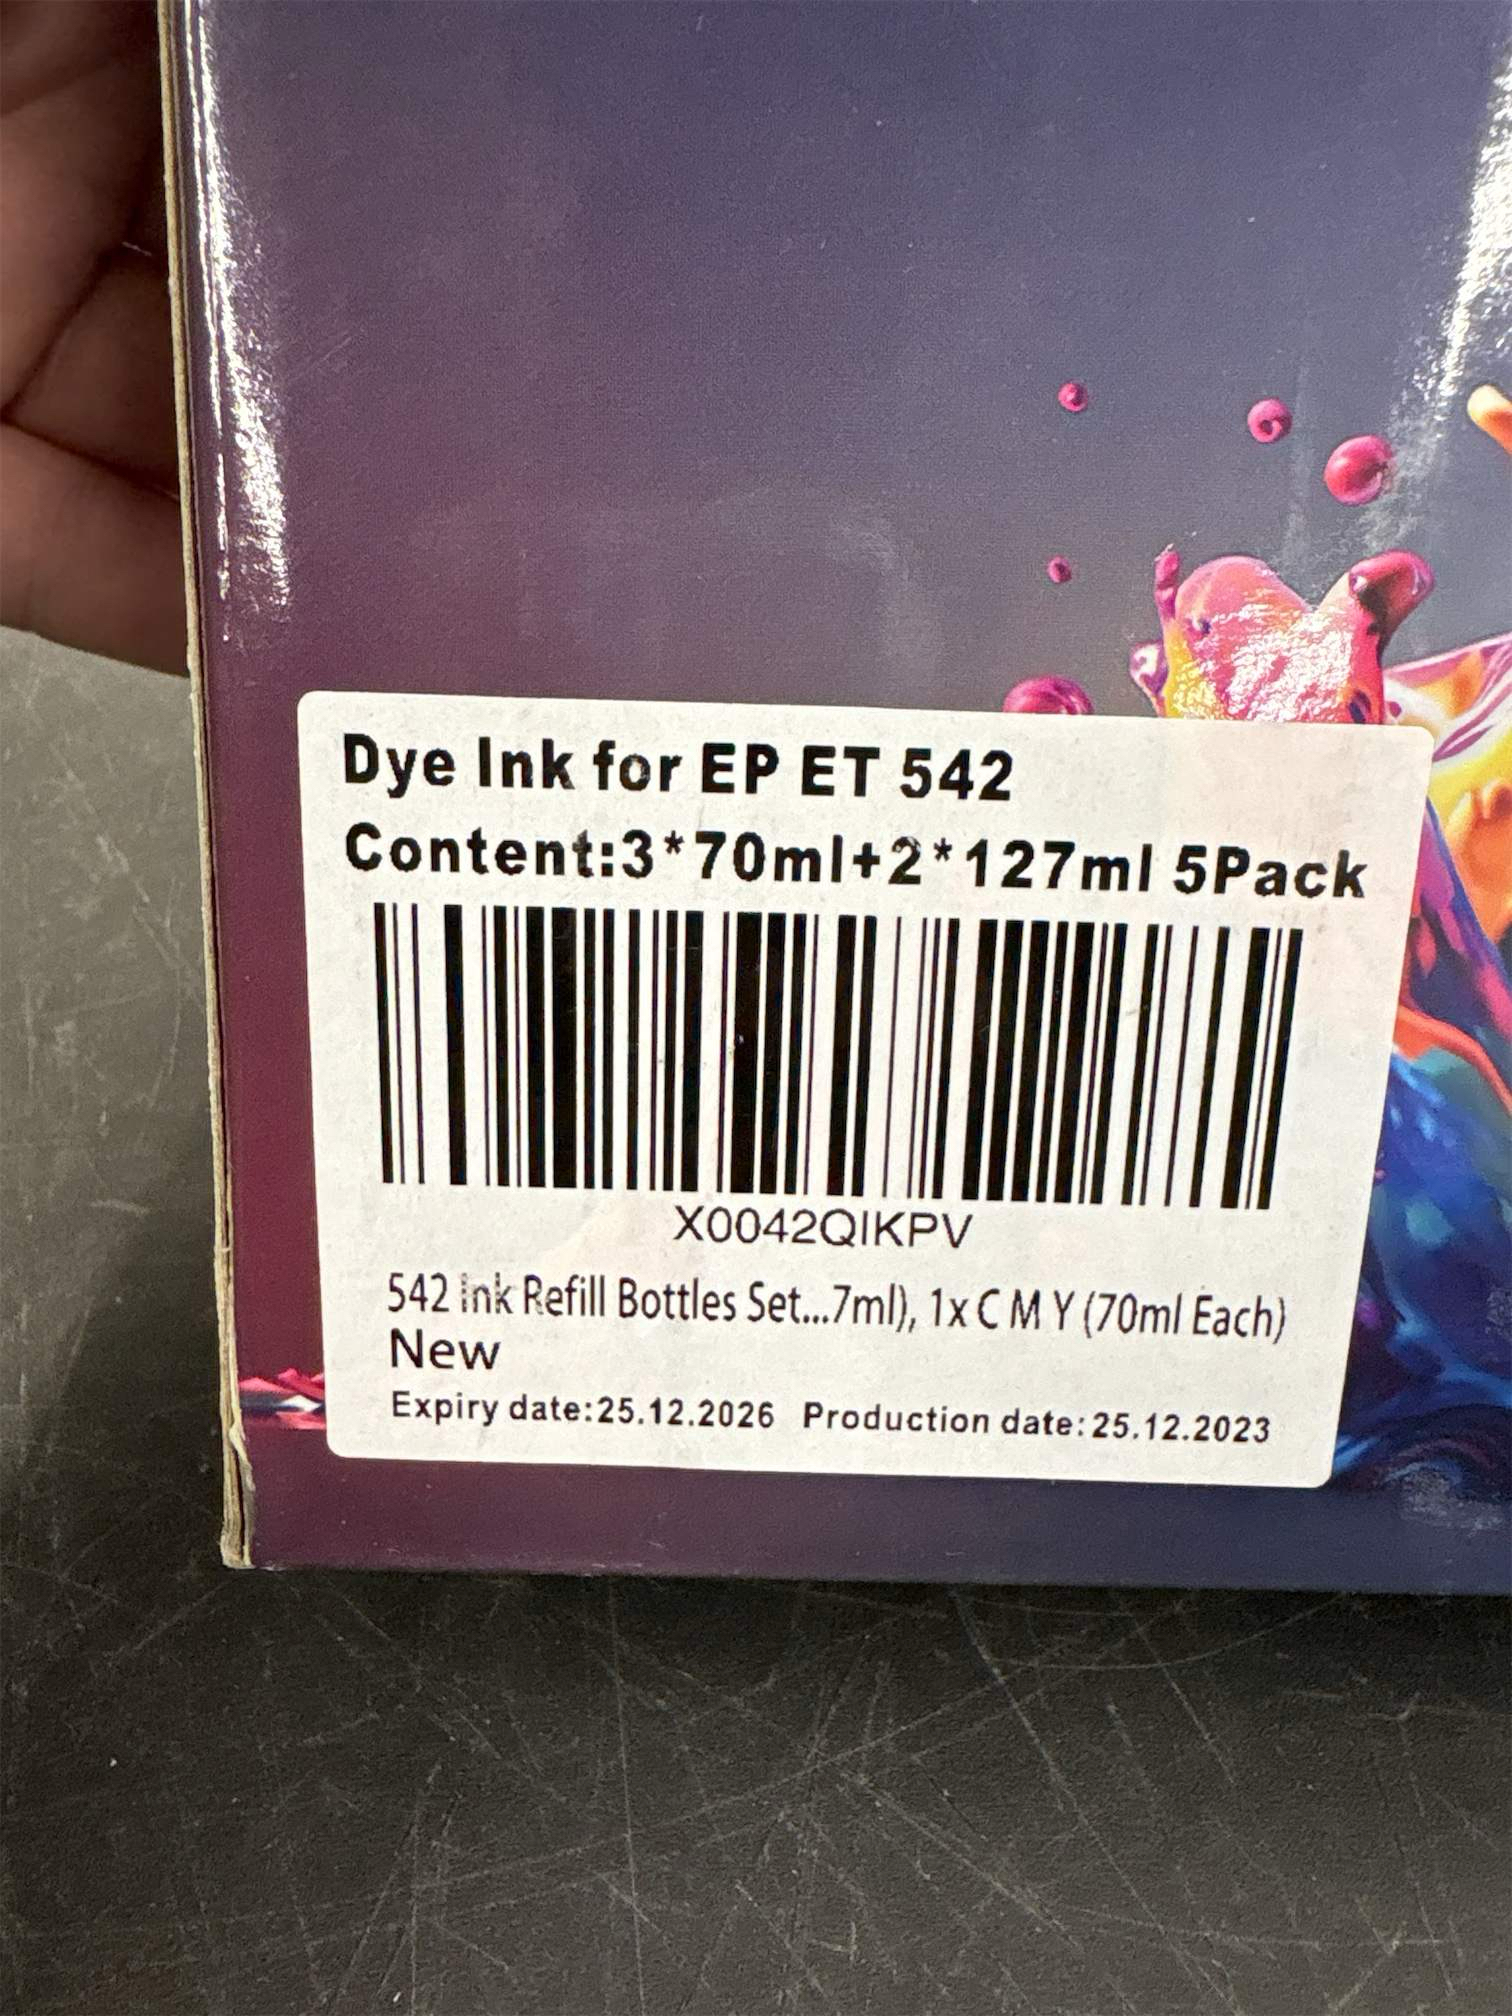 Dye Ink for EP ET 542
Content:3*70ml+2*127ml 5Pack
X0042QIKPV
542 Ink Refill Bottles Set...7ml), 1x C M Y (70ml Each)
New
Expiry date:25.12.2026 Production date:25.12.2023